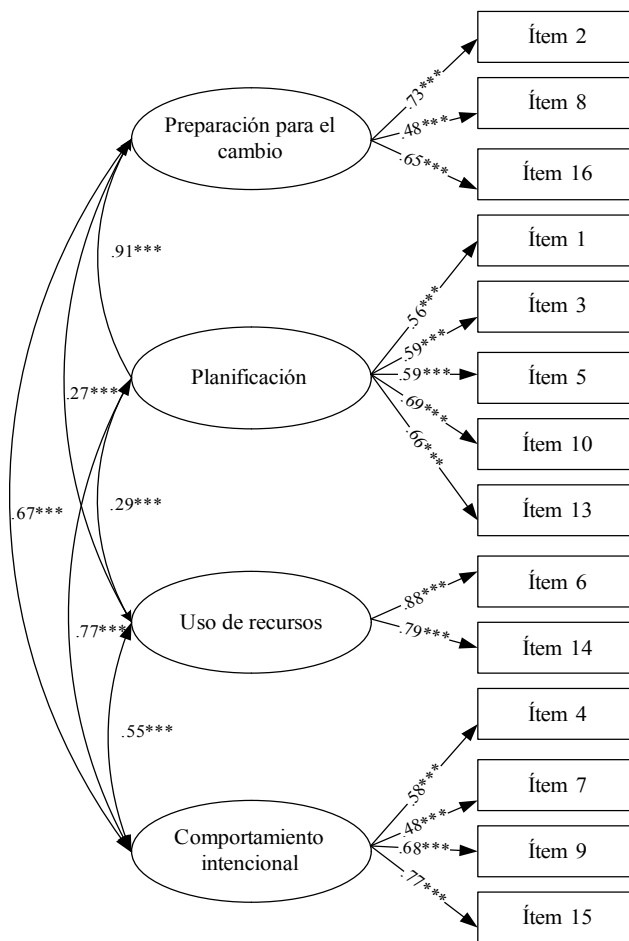 Ítem 2
.73***
Ítem 8
.48***
Preparación para el
cambio
.65***
Ítem 16
Ítem 1
.91***
.56***
Ítem 3
.59***
Planificación
.59***
Ítem 5
.27***
.69***
Ítem 10
.66***
.29***
Ítem 13
.67***
Ítem 6
.88***
Uso de recursos
.79***
Ítem 14
.77***
Ítem 4
.55***
.58***
Ítem 7
.48***
Comportamiento
intencional
.68***
Ítem 9
.77***
Ítem 15